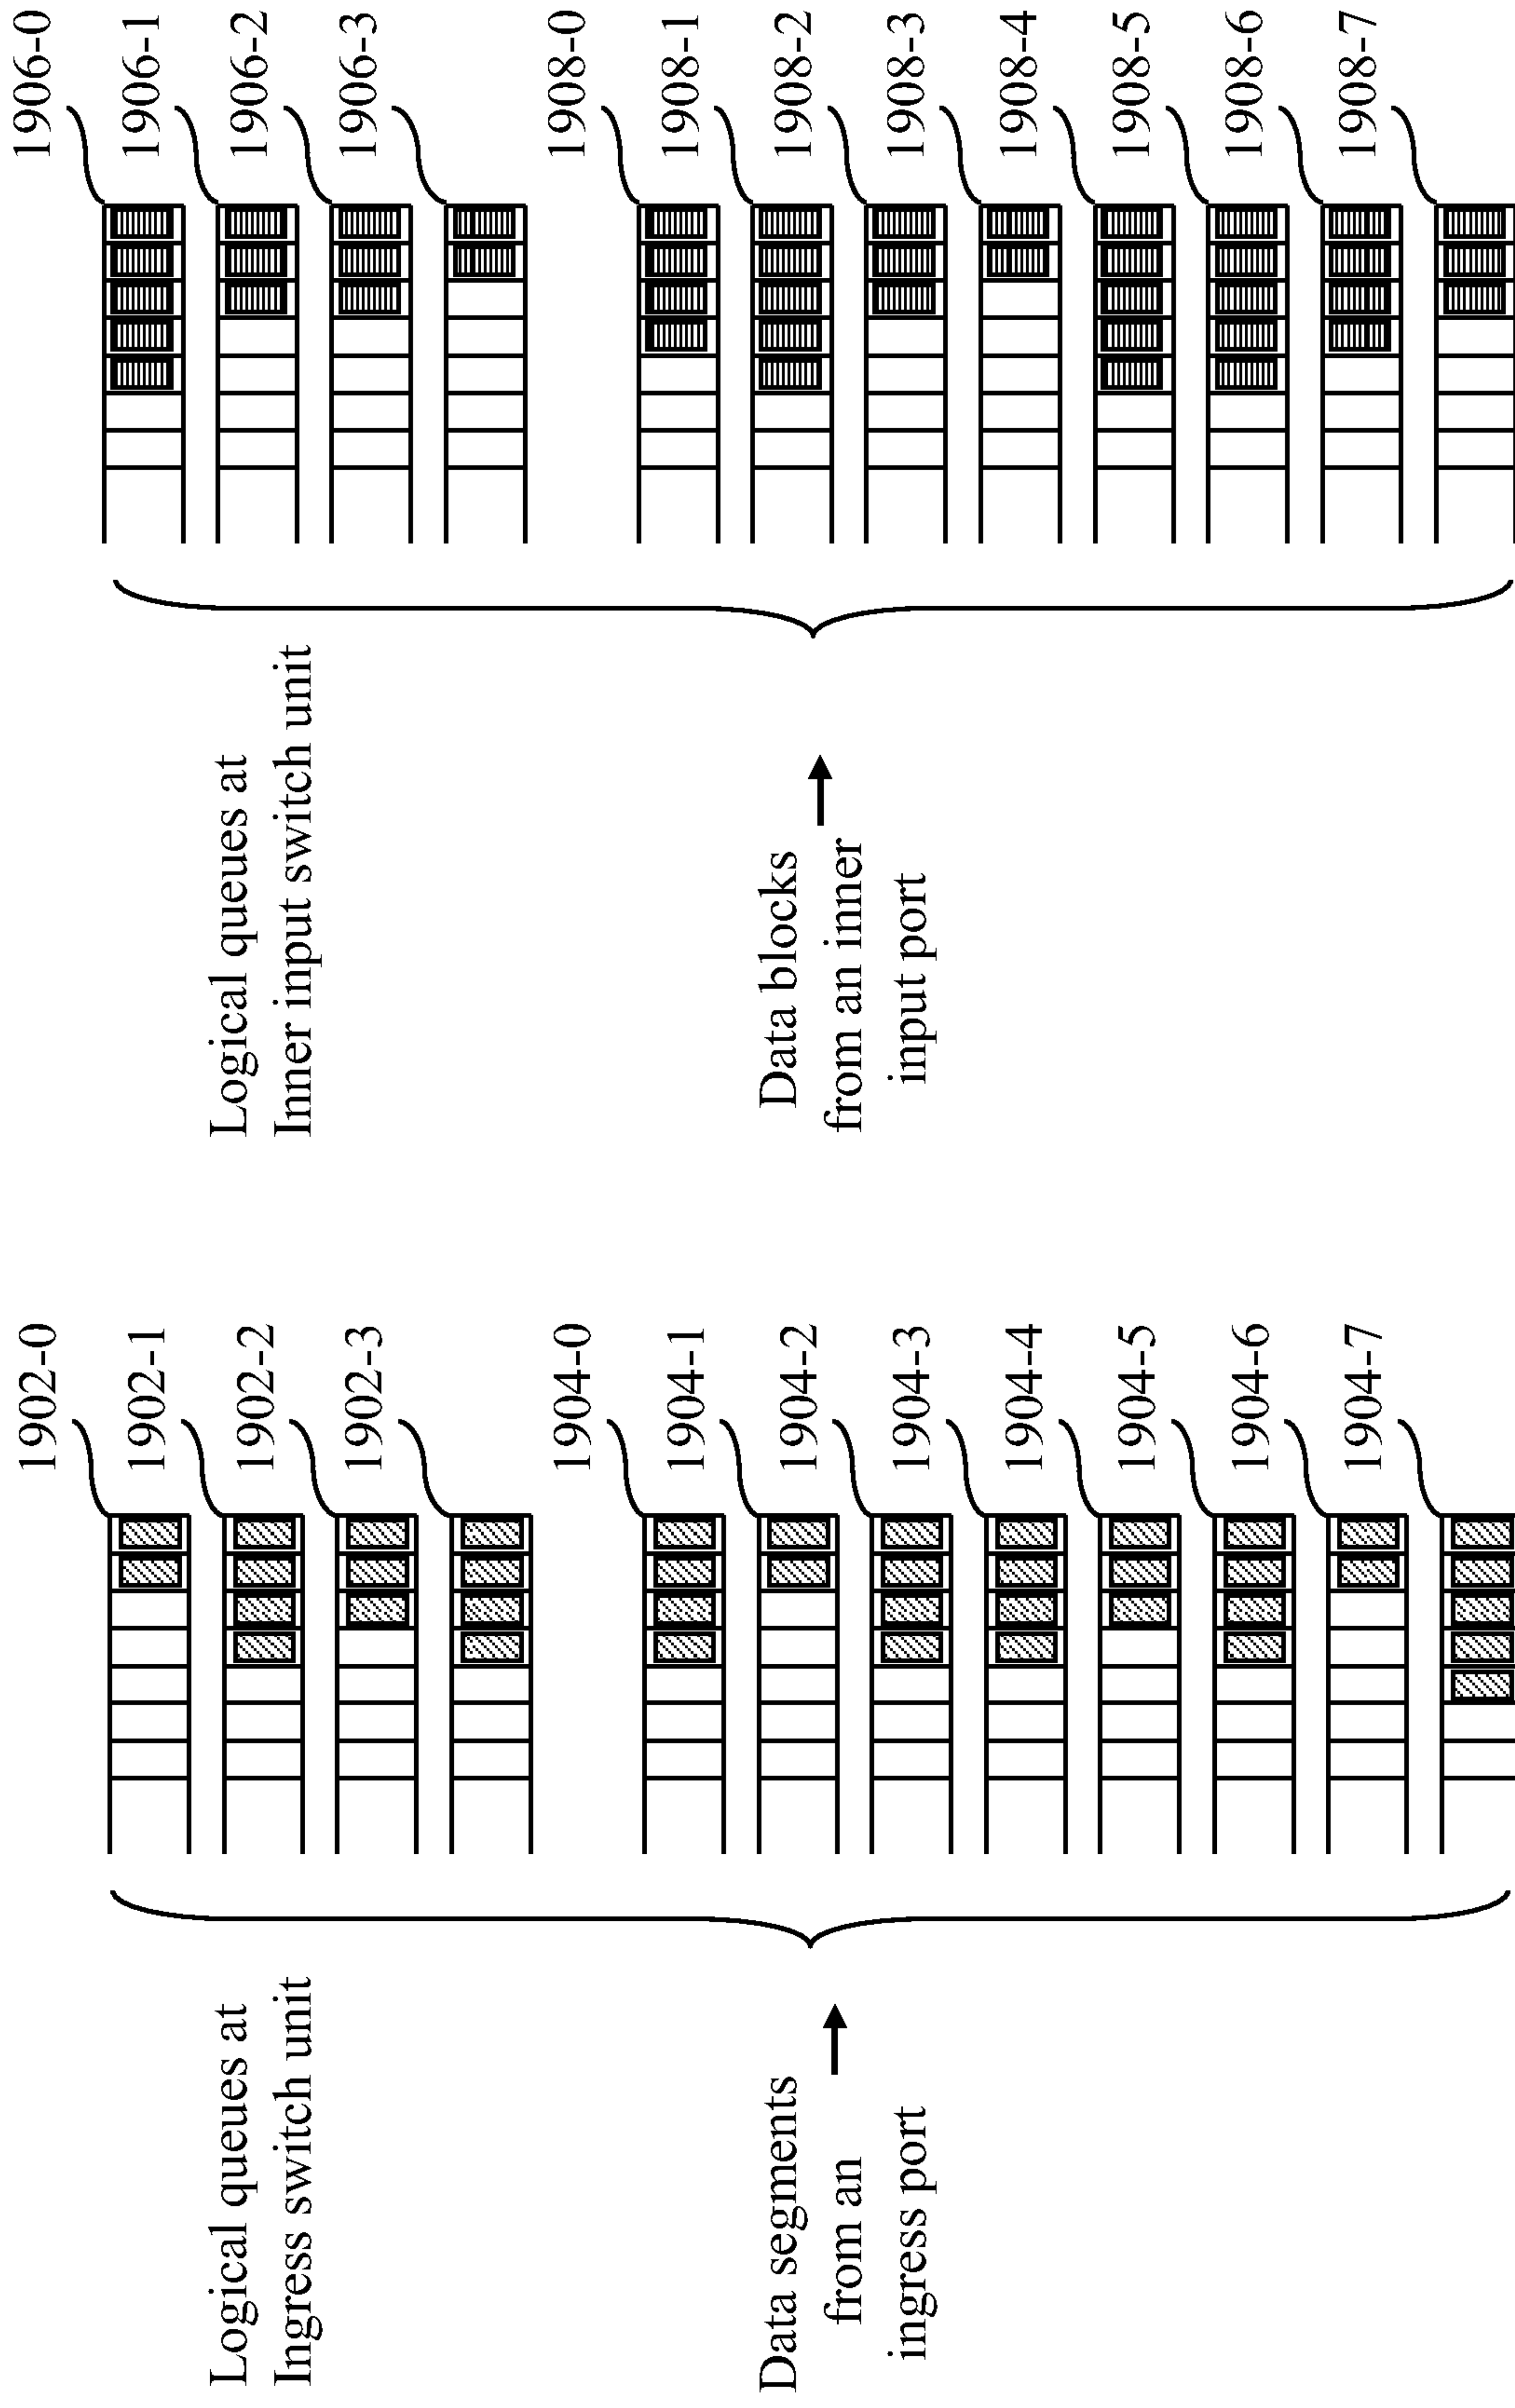 Logical queues at
Ingress switch unit
Data segments
from an
ingress port
1902-0
1902-1
1902-2
1902-3
1904-0
1904-1
1904-2
1904-3
1904-4
1904-5
1904-6
1904-7
Logical queues at
Inner input switch unit
Data blocks
from an inner
input port
1906-0
1906-1
1906-2
1906-3
1908-0
1908-1
1908-2
1908-3
1908-4
1908-5
1908-6
1908-7